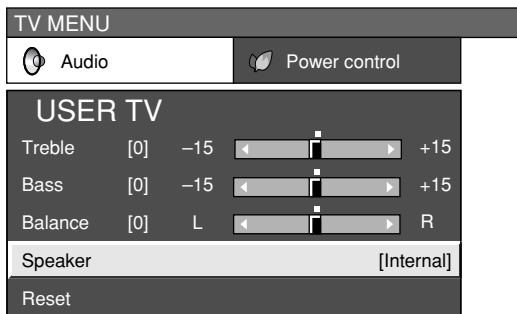 TV MENU
Audio Power control
USER TV
Treble [0] –15 +15
Bass [0] –15 +15
Balance [0] L R
Speaker [Internal]
Reset